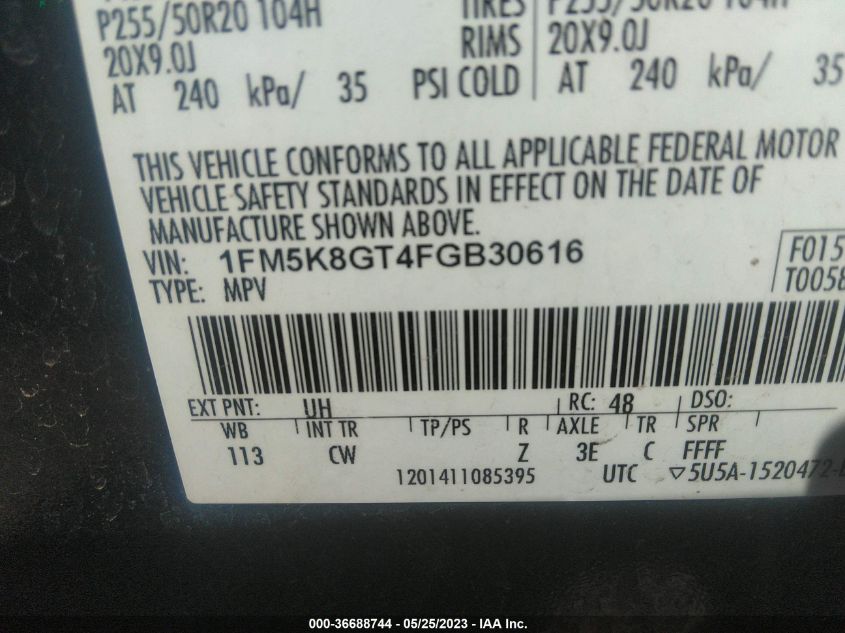 P255/50R20 104H TIRES P255/50R20 104H
20X9.0J RIMS 20X9.0J
AT 240 kPa/ 35 PSI COLD AT 240 kPa/ 35
THIS VEHICLE CONFORMS TO ALL APPLICABLE FEDERAL MOTOR
VEHICLE SAFETY STANDARDS IN EFFECT ON THE DATE OF
MANUFACTURE SHOWN ABOVE.
VIN: 1FM5K8GT4FGB30616 F015
TYPE: MPV T0058
EXT PNT: UH RC: 48 DSO:
WB INT TR TP/PS R AXLE TR SPR
113 CW Z 3E C FFFF
1201411085395 UTC ▽5U5A-1520472-
000-36688744 / 05/25/2023 - IAA Inc.